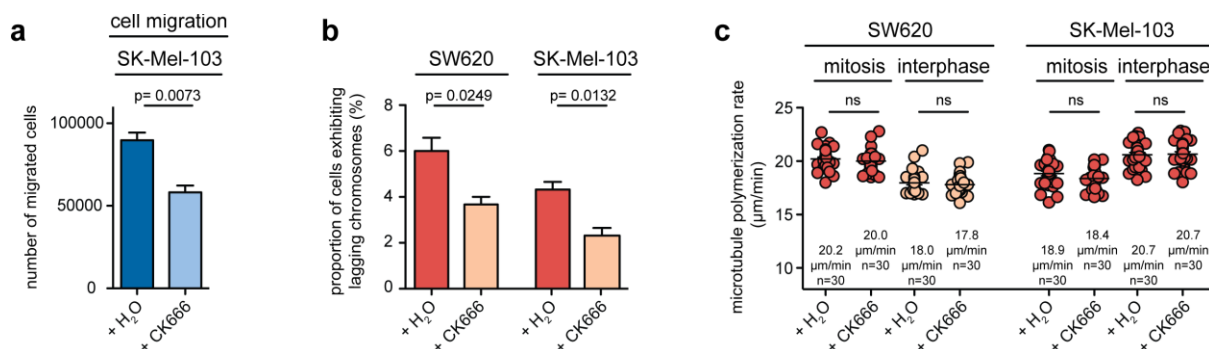 a
cell migration
SK-Mel-103
p= 0.0073
number of migrated cells
100000
50000
0
+ H₂O
+ CK666
b
SW620
SK-Mel-103
p= 0.0249
p= 0.0132
proportion of cells exhibiting
lagging chromosomes (%)
8
6
4
2
0
+ H₂O
+ CK666
+ H₂O
+ CK666
c
SW620
SK-Mel-103
mitosis
interphase
mitosis
interphase
ns
ns
ns
ns
microtubule polymerization rate
(µm/min)
25
20
15
10
20.2
µm/min
n=30
20.0
µm/min
n=30
18.0
µm/min
n=30
17.8
µm/min
n=30
18.9
µm/min
n=30
18.4
µm/min
n=30
20.7
µm/min
n=30
20.7
µm/min
n=30
+ H₂O
+ CK666
+ H₂O
+ CK666
+ H₂O
+ CK666
+ H₂O
+ CK666